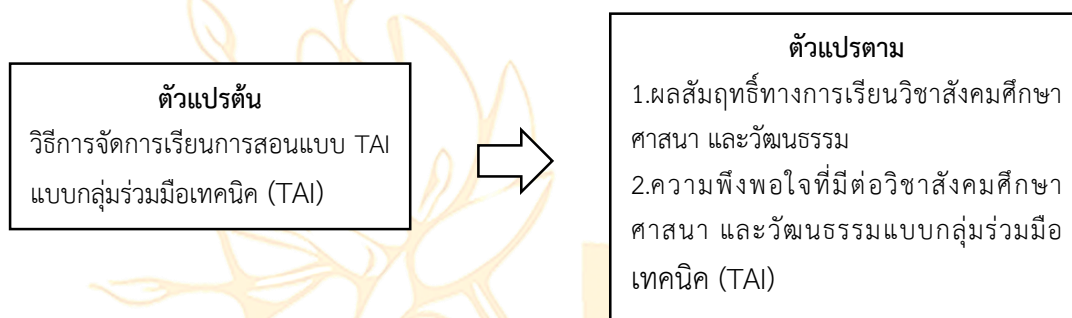 ตัวแปรต้น
วิธีการจัดการเรียนการสอนแบบ TAI
แบบกลุ่มร่วมมือเทคนิค (TAI)
ตัวแปรตาม
1.ผลสัมฤทธิ์ทางการเรียนวิชาสังคมศึกษา
ศาสนา และวัฒนธรรม
2.ความพึงพอใจที่มีต่อวิชาสังคมศึกษา
ศาสนา และวัฒนธรรมแบบกลุ่มร่วมมือ
เทคนิค (TAI)